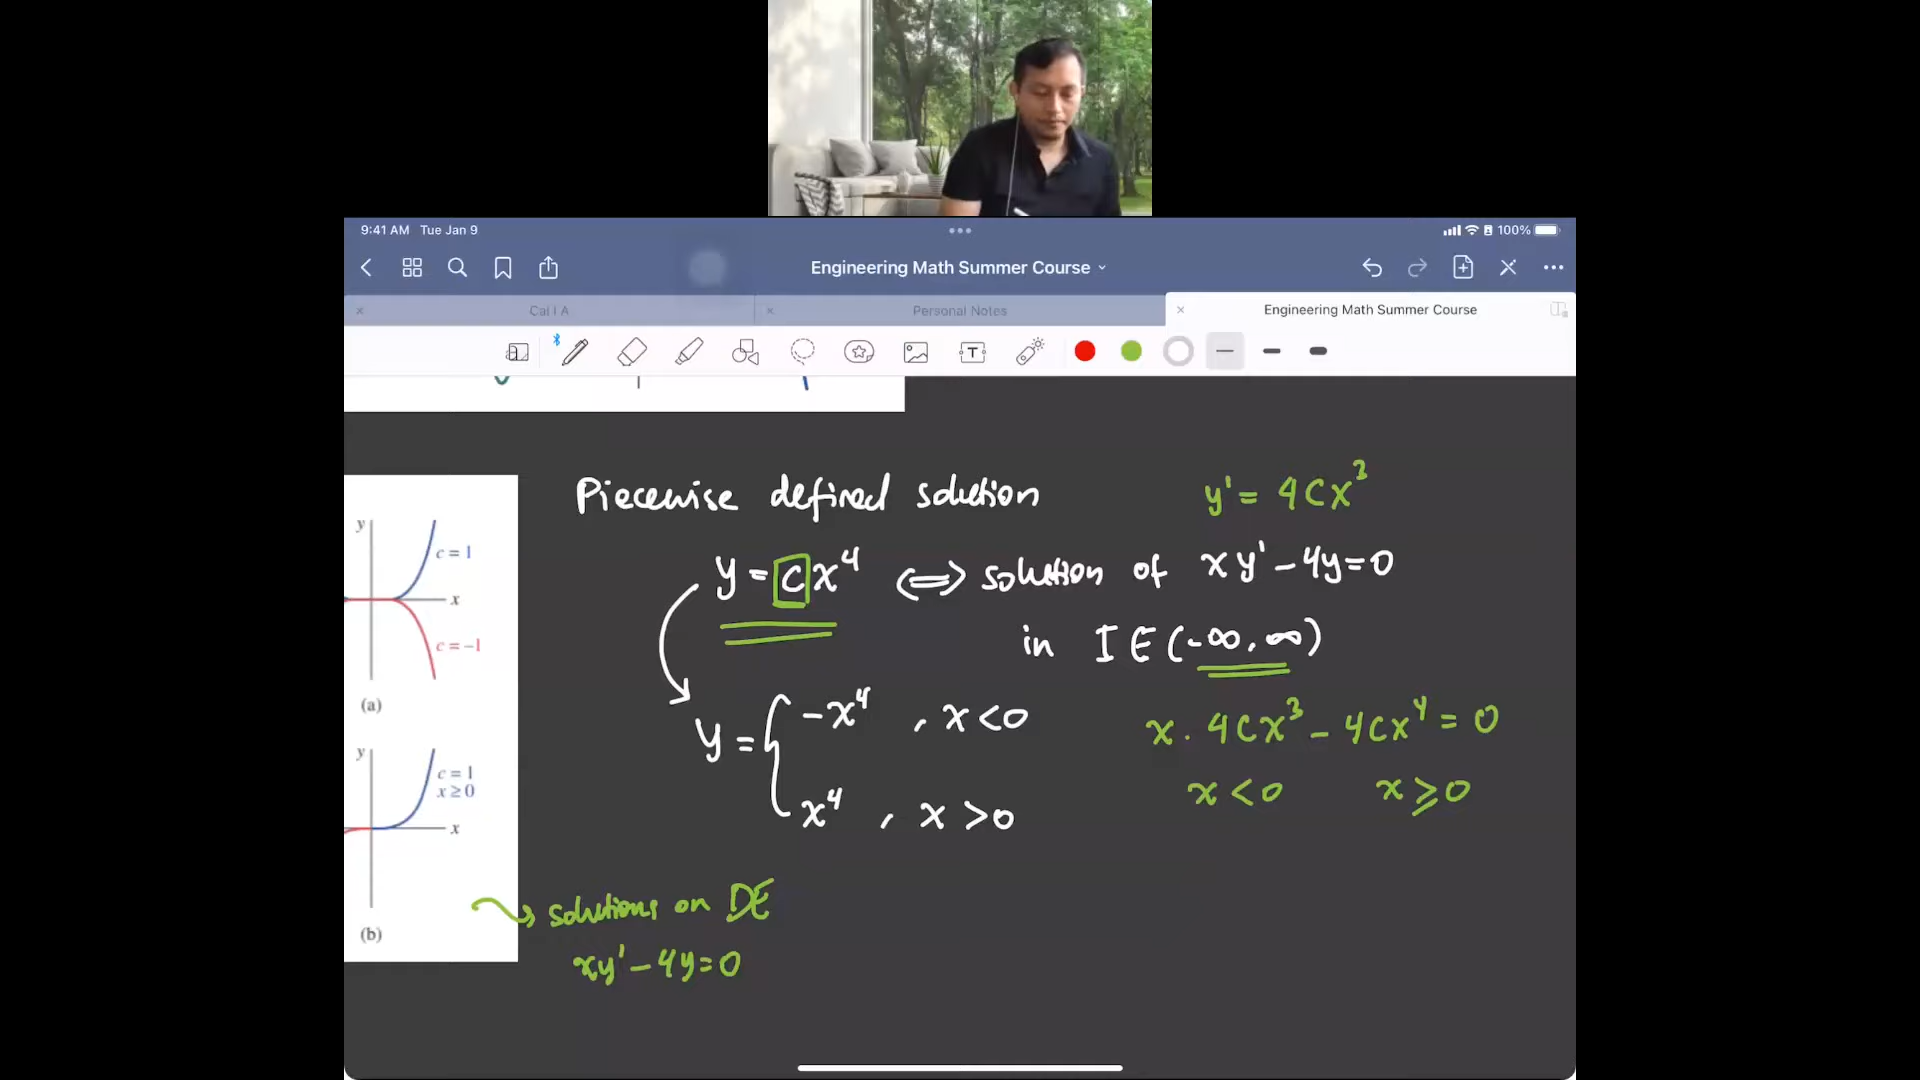 9:41 AM Tue Jan 9
100%
Engineering Math Summer Course
Cal I A
Personal Notes
Engineering Math Summer Course
T
y
c = 1
x
c = −1
(a)
y
c = 1
x ≥ 0
x
(b)
Piecewise defined solution
y' = 4Cx³
y = Cx⁴ ⟺ solution of xy' − 4y = 0
in I ∈ (−∞, ∞)
y = { −x⁴ , x < 0
x⁴ , x > 0
x · 4Cx³ − 4Cx⁴ = 0
x < 0 x ≥ 0
solutions on DE
xy' − 4y = 0